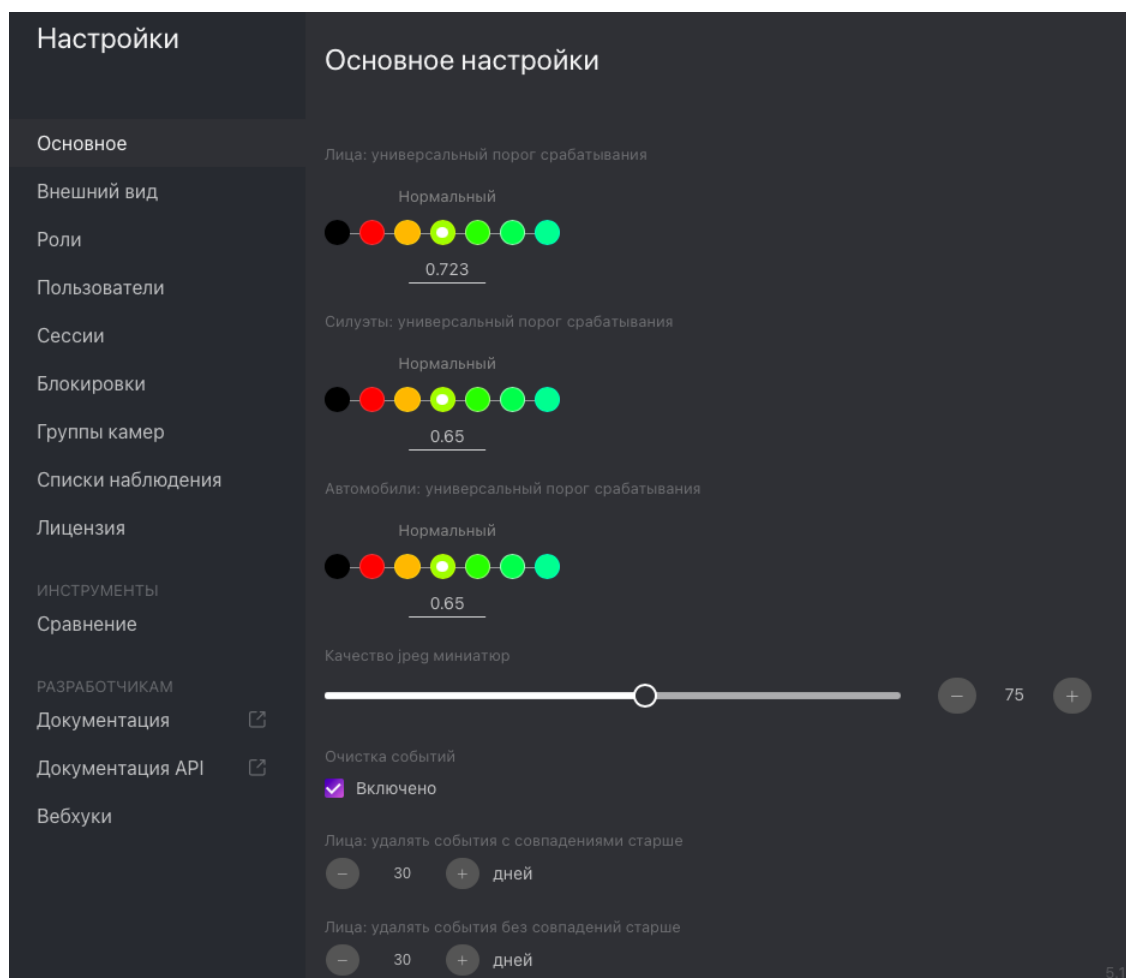 Настройки
Основное
Внешний вид
Роли
Пользователи
Сессии
Блокировки
Группы камер
Списки наблюдения
Лицензия
ИНСТРУМЕНТЫ
Сравнение
РАЗРАБОТЧИКАМ
Документация
Документация API
Вебхуки
Основное настройки
Лица: универсальный порог срабатывания
Нормальный
0.723
Силуэты: универсальный порог срабатывания
Нормальный
0.65
Автомобили: универсальный порог срабатывания
Нормальный
0.65
Качество jpeg миниатюр
− 75 +
Очистка событий
Включено
Лица: удалять события с совпадениями старше
− 30 + дней
Лица: удалять события без совпадений старше
− 30 + дней